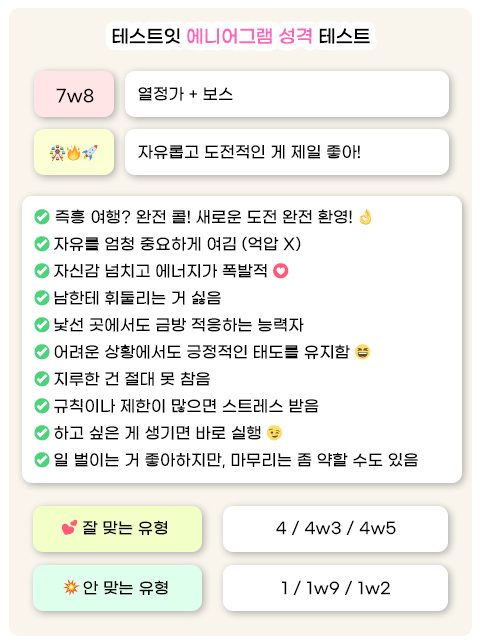 테스트잇 에니어그램 성격 테스트
7w8
열정가 + 보스
🎡🔥🚀
자유롭고 도전적인 게 제일 좋아!
✅ 즉흥 여행? 완전 콜! 새로운 도전 완전 환영! 👌
✅ 자유를 엄청 중요하게 여김 (억압 X)
✅ 자신감 넘치고 에너지가 폭발적 💟
✅ 남한테 휘둘리는 거 싫음
✅ 낯선 곳에서도 금방 적응하는 능력자
✅ 어려운 상황에서도 긍정적인 태도를 유지함 😆
✅ 지루한 건 절대 못 참음
✅ 규칙이나 제한이 많으면 스트레스 받음
✅ 하고 싶은 게 생기면 바로 실행 😉
✅ 일 벌이는 거 좋아하지만, 마무리는 좀 약할 수도 있음
💕 잘 맞는 유형
4 / 4w3 / 4w5
💥 안 맞는 유형
1 / 1w9 / 1w2